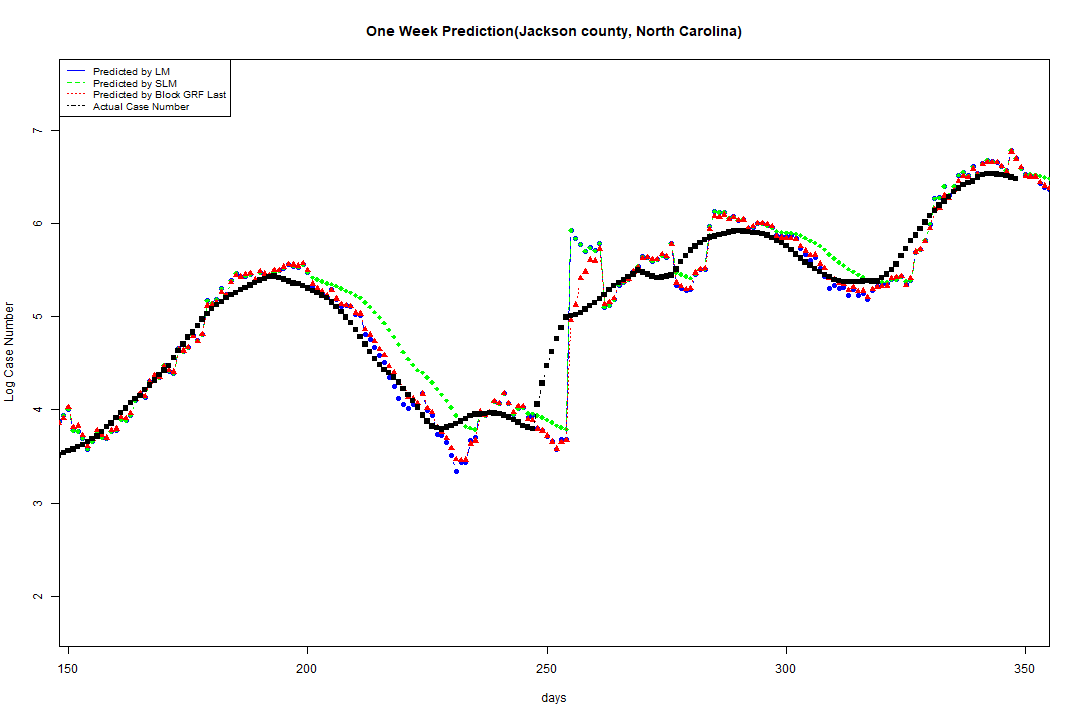 One Week Prediction(Jackson county, North Carolina)
Predicted by LM
Predicted by SLM
Predicted by Block GRF Last
Actual Case Number
7
6
5
4
3
2
Log Case Number
150 200 250 300 350
days